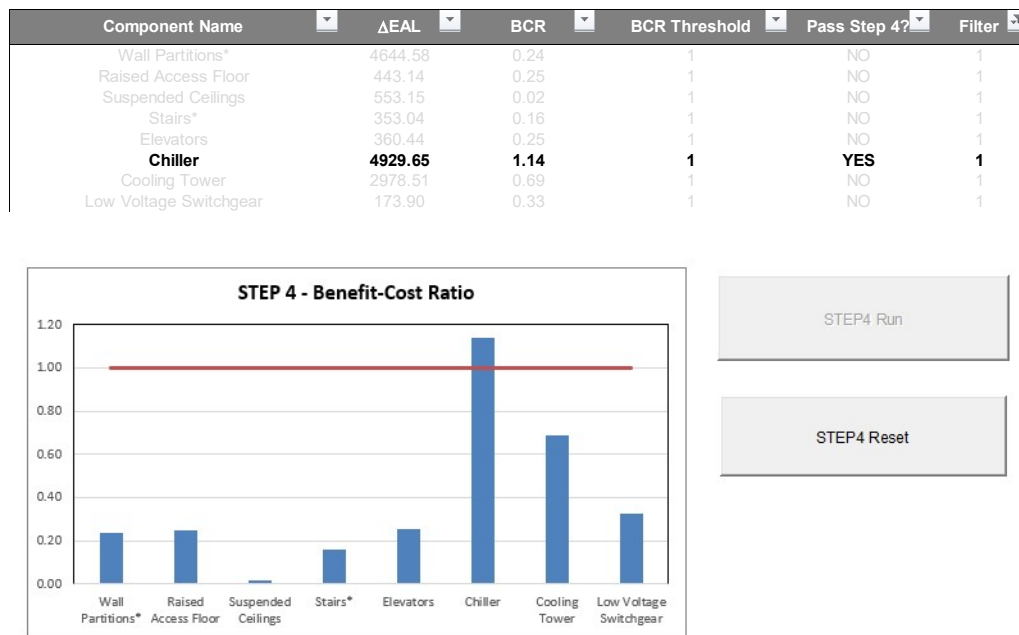 Component Name ΔEAL BCR BCR Threshold Pass Step 4? Filter
Wall Partitions* 4644.58 0.24 1 NO 1
Raised Access Floor 443.14 0.25 1 NO 1
Suspended Ceilings 553.15 0.02 1 NO 1
Stairs* 353.04 0.16 1 NO 1
Elevators 360.44 0.25 1 NO 1
Chiller 4929.65 1.14 1 YES 1
Cooling Tower 2978.51 0.69 1 NO 1
Low Voltage Switchgear 173.90 0.33 1 NO 1
STEP 4 - Benefit-Cost Ratio
1.20
1.00
0.80
0.60
0.40
0.20
0.00
Wall Raised Suspended Stairs* Elevators Chiller Cooling Low Voltage
Partitions* Access Floor Ceilings Tower Switchgear
STEP4 Run
STEP4 Reset